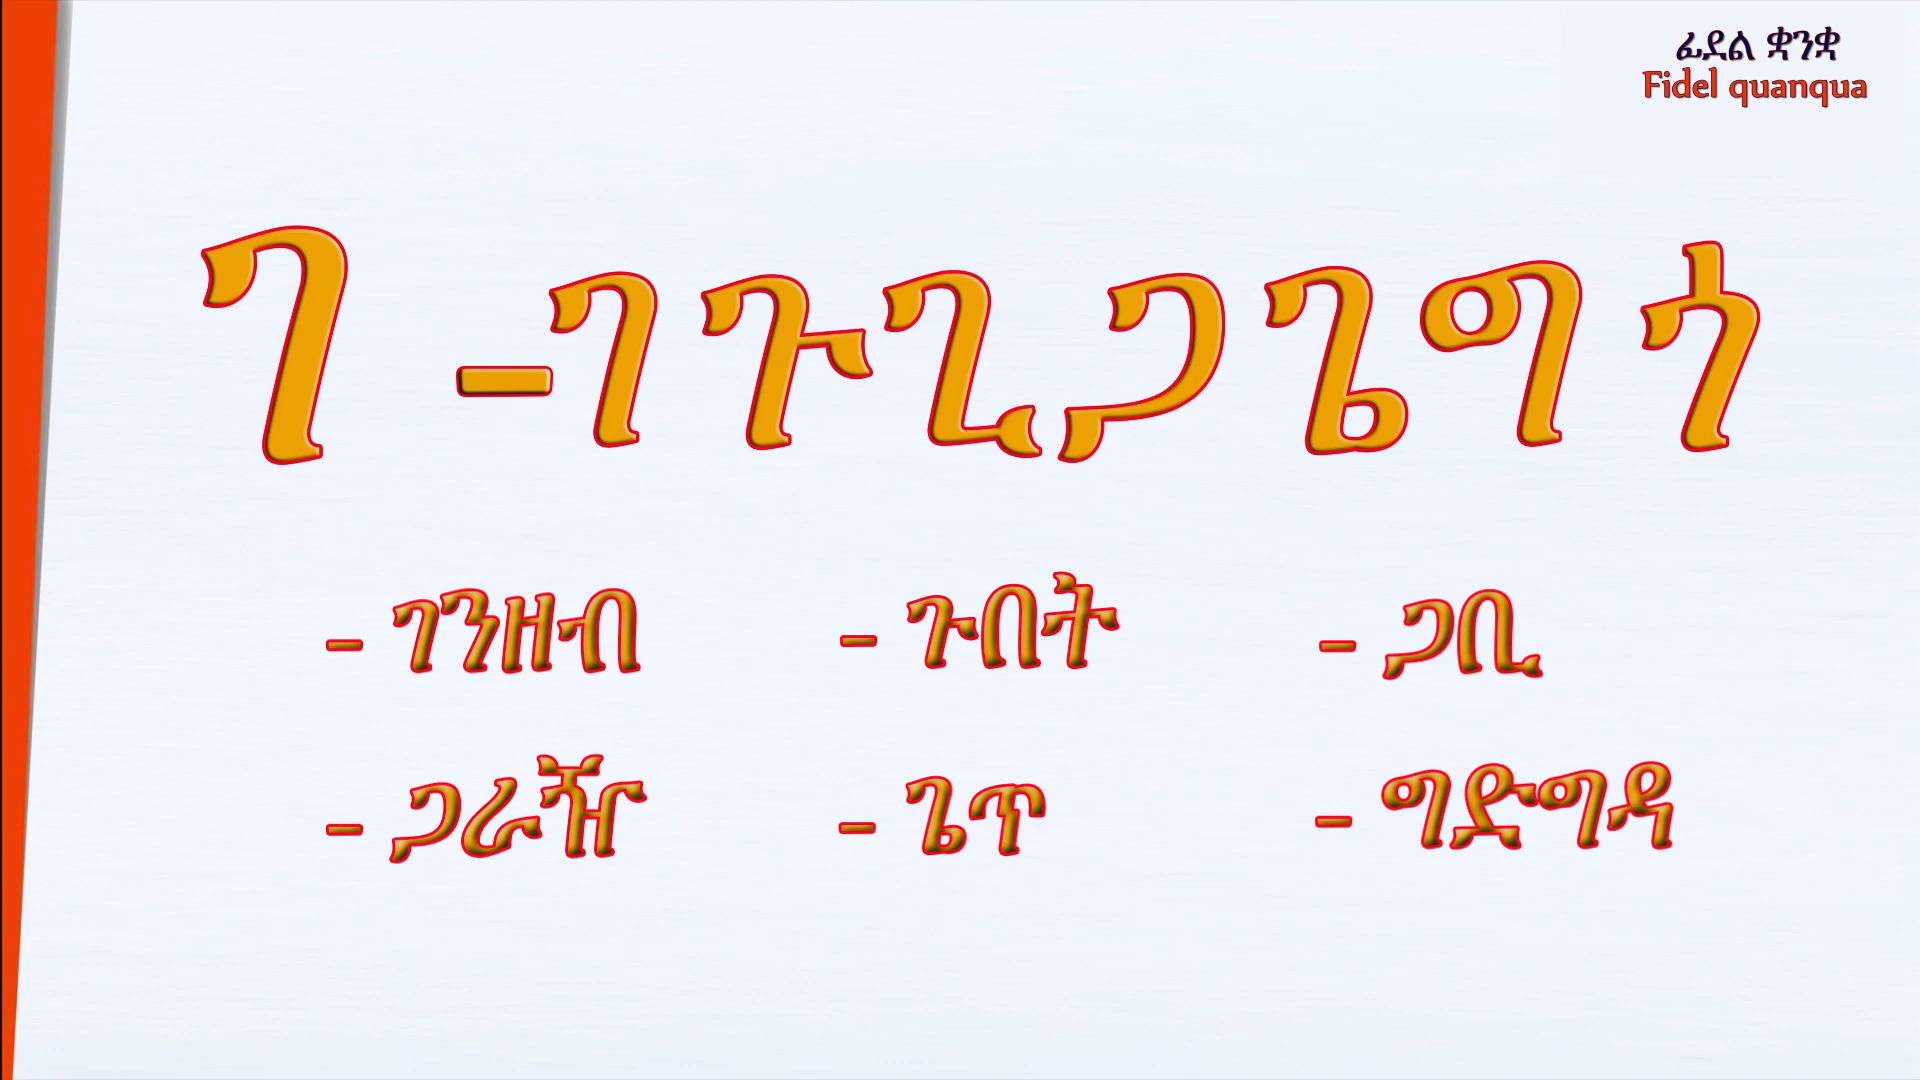 ፊደል ቋንቋ
Fidel quanqua
ገ -ገ ጉ ጊ ጋ ጌ ግ ጎ
- ገንዘብ - ጉበት - ጋቢ
- ጋራዥ - ጌጥ - ግድግዳ